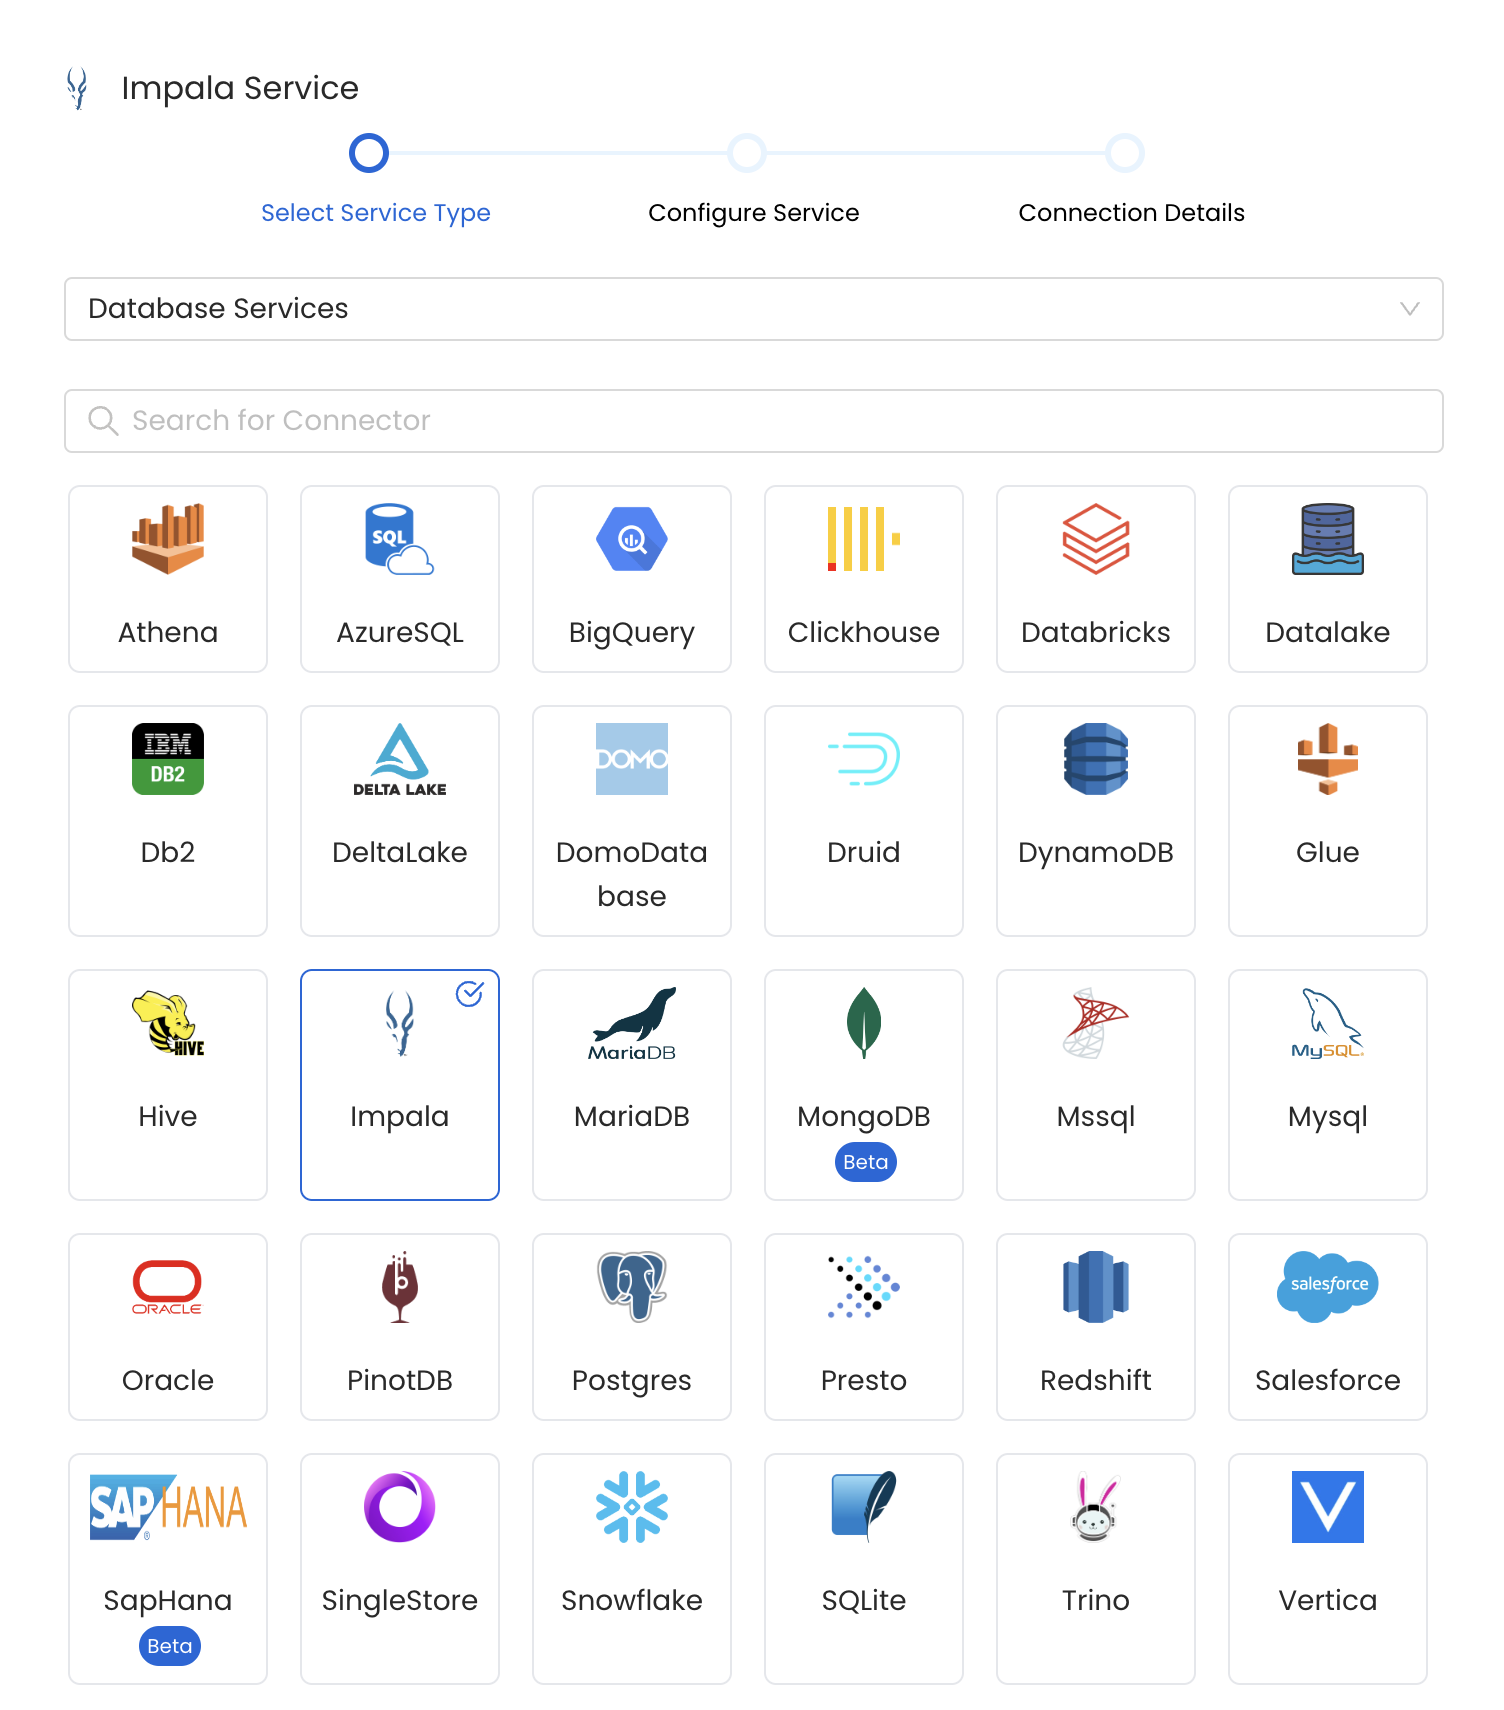 Impala Service
Select Service Type
Configure Service
Connection Details
Database Services
Search for Connector
SQL
Athena
AzureSQL
BigQuery
Clickhouse
Databricks
Datalake
IBM
DB2
DELTA LAKE
DOMO
Db2
DeltaLake
DomoData
base
Druid
DynamoDB
Glue
HIVE
MariaDB
MySQL
Hive
Impala
MariaDB
MongoDB
Beta
Mssql
Mysql
ORACLE
salesforce
Oracle
PinotDB
Postgres
Presto
Redshift
Salesforce
SAP HANA
®
SapHana
Beta
SingleStore
Snowflake
SQLite
Trino
Vertica